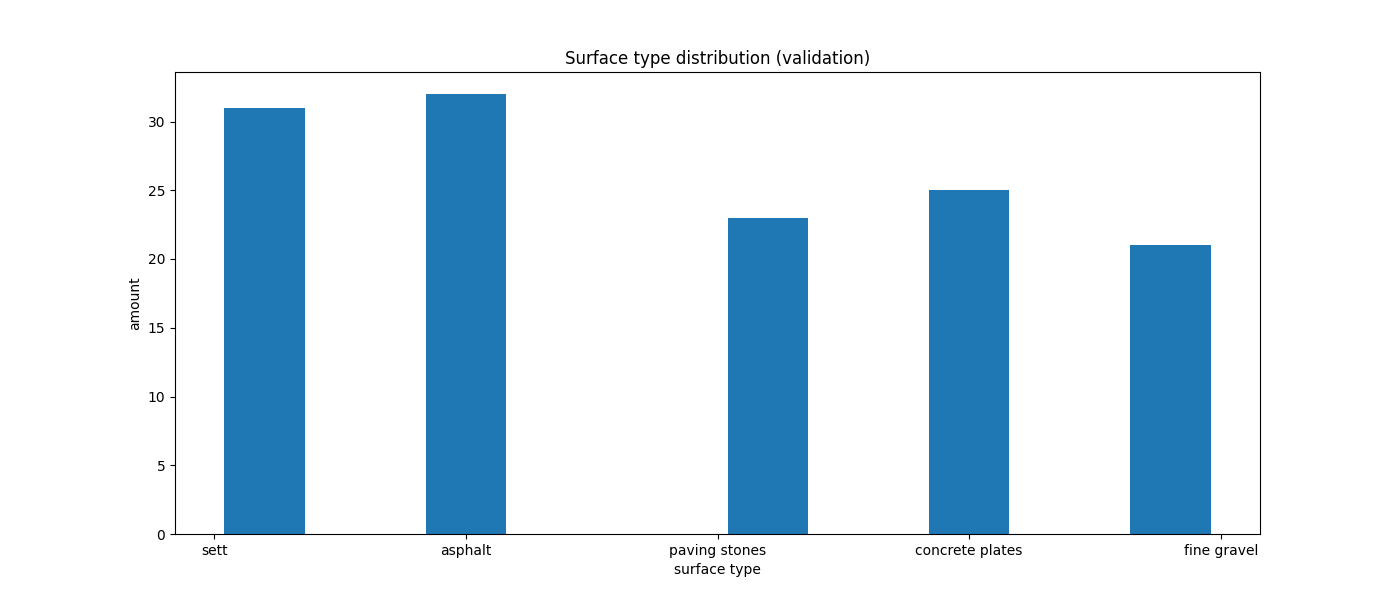 Surface type distribution (validation)
amount
30
25
20
15
10
5
0
sett asphalt paving stones concrete plates fine gravel
surface type